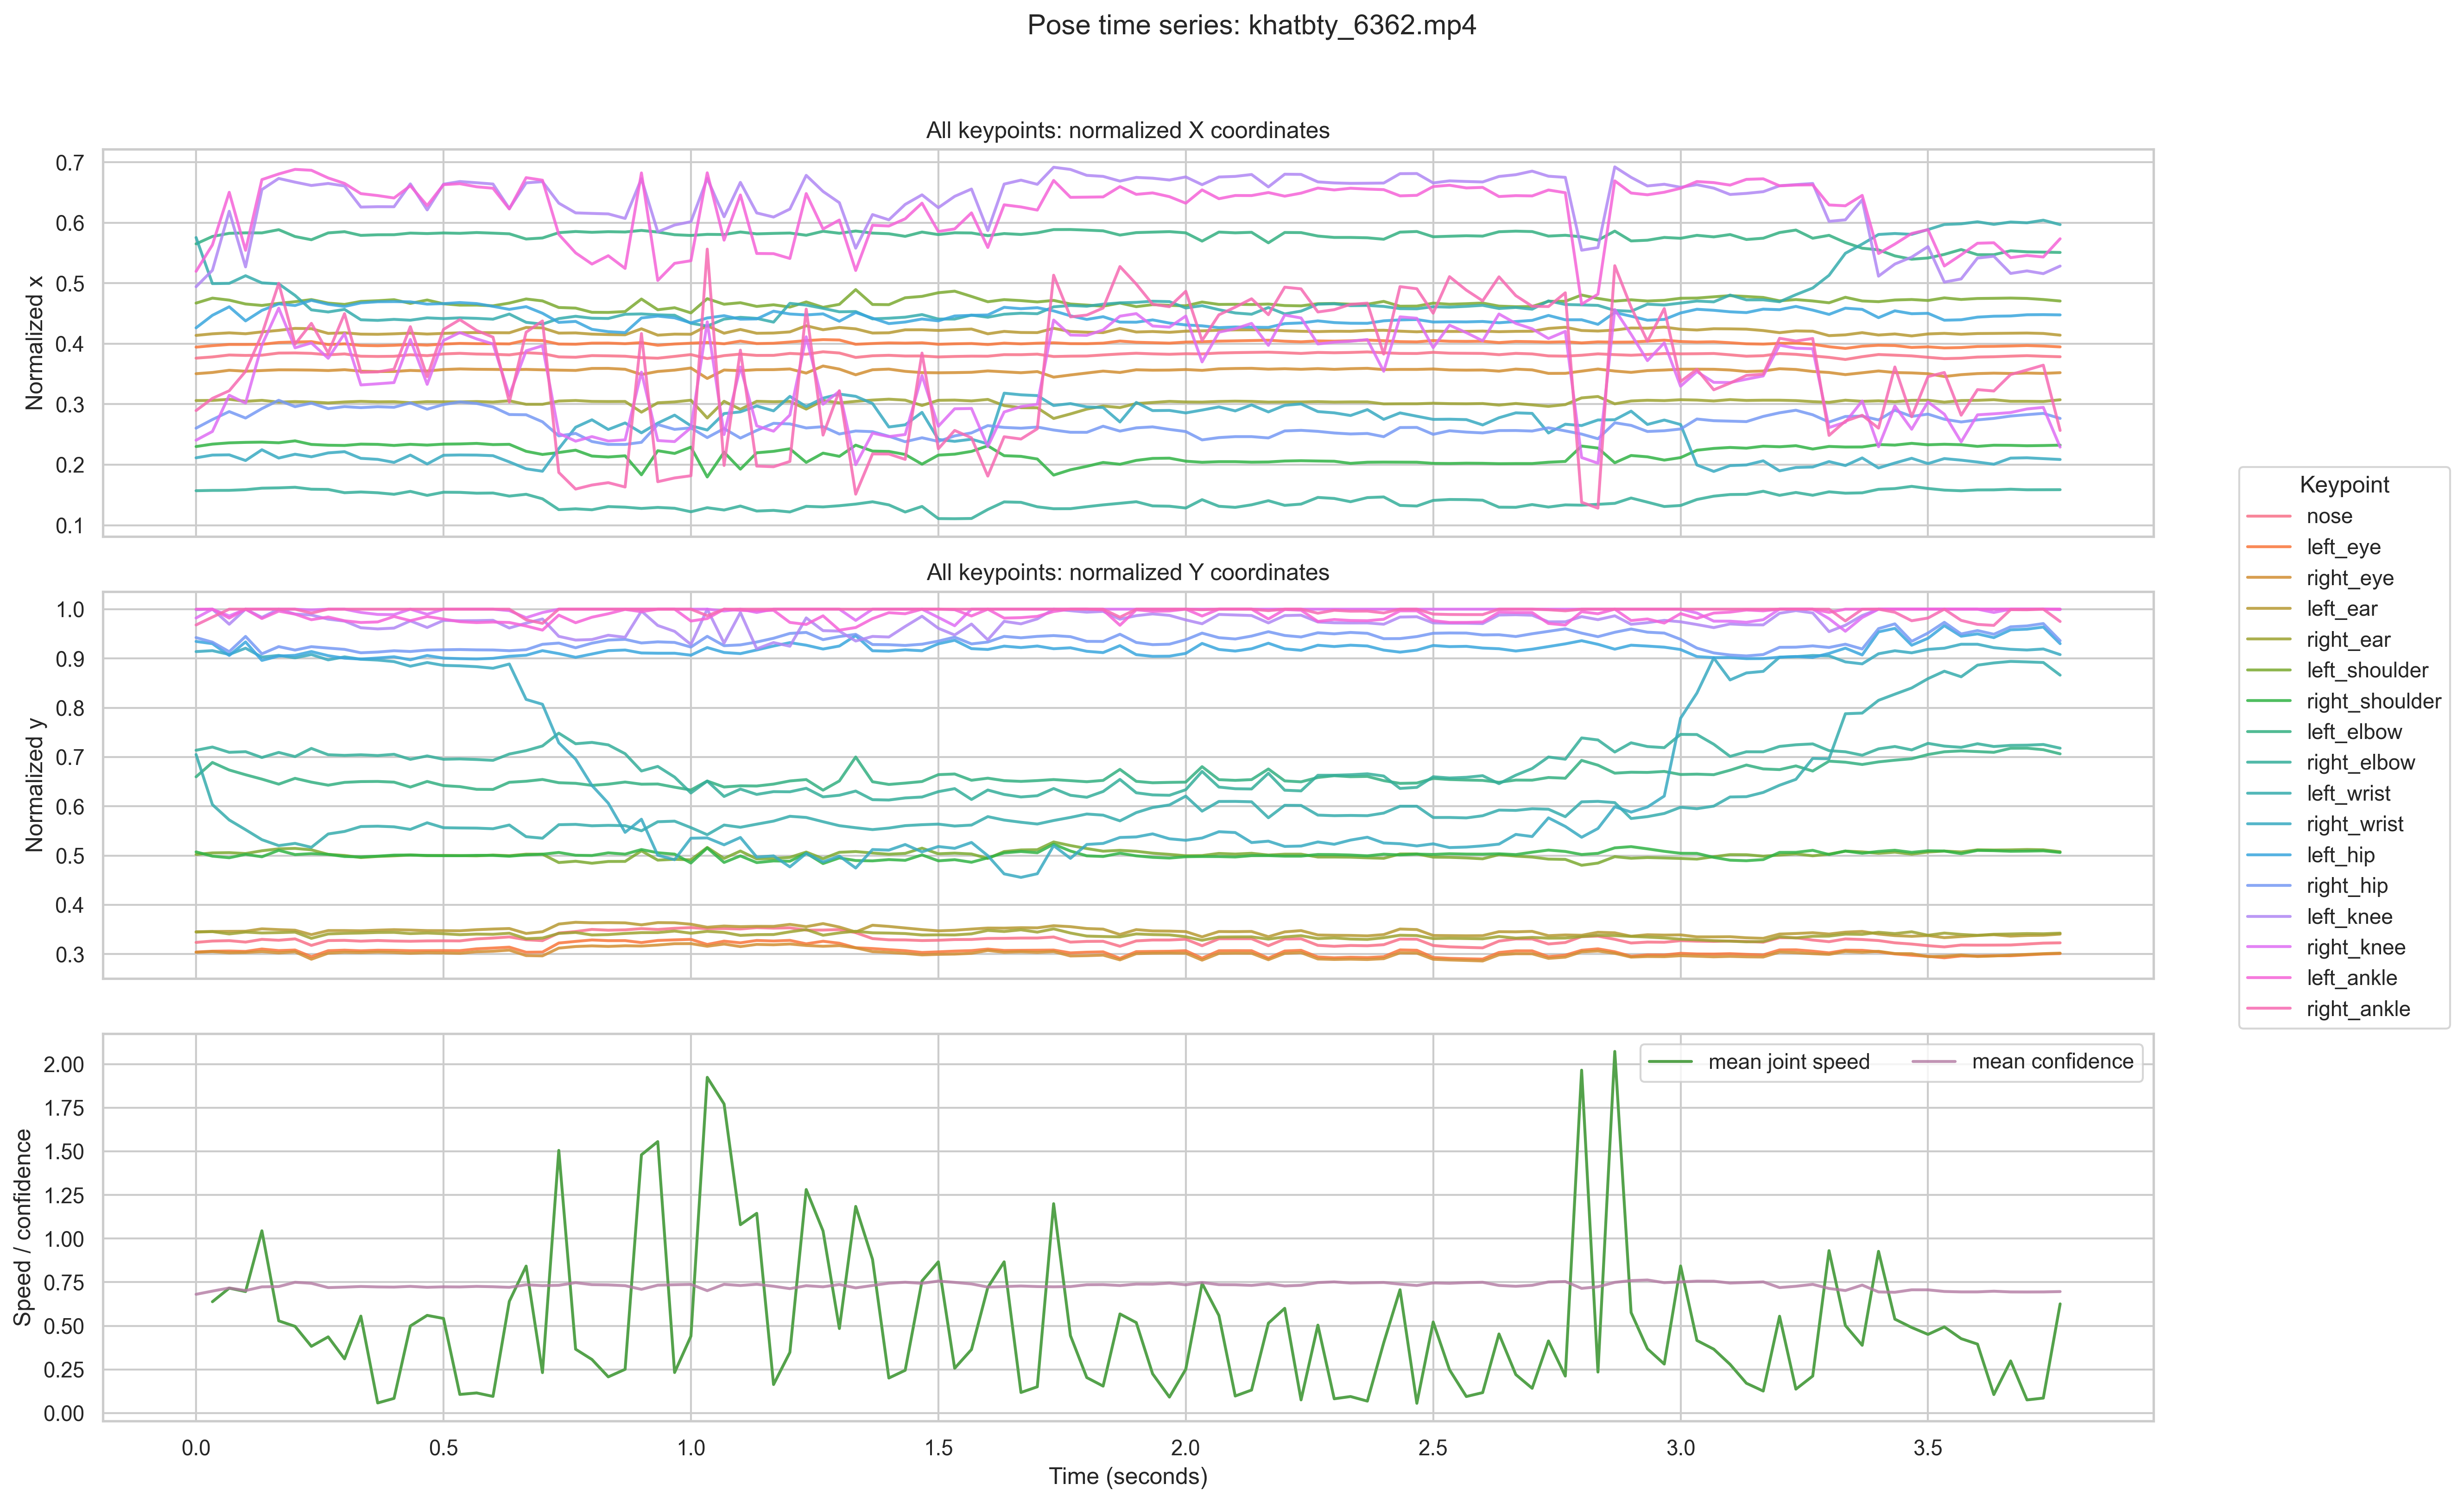 Pose time series: khatbty_6362.mp4
All keypoints: normalized X coordinates
Normalized x
0.7
0.6
0.5
0.4
0.3
0.2
0.1
All keypoints: normalized Y coordinates
Normalized y
1.0
0.9
0.8
0.7
0.6
0.5
0.4
0.3
Keypoint
nose
left_eye
right_eye
left_ear
right_ear
left_shoulder
right_shoulder
left_elbow
right_elbow
left_wrist
right_wrist
left_hip
right_hip
left_knee
right_knee
left_ankle
right_ankle
mean joint speed mean confidence
Speed / confidence
2.00
1.75
1.50
1.25
1.00
0.75
0.50
0.25
0.00
0.0 0.5 1.0 1.5 2.0 2.5 3.0 3.5
Time (seconds)